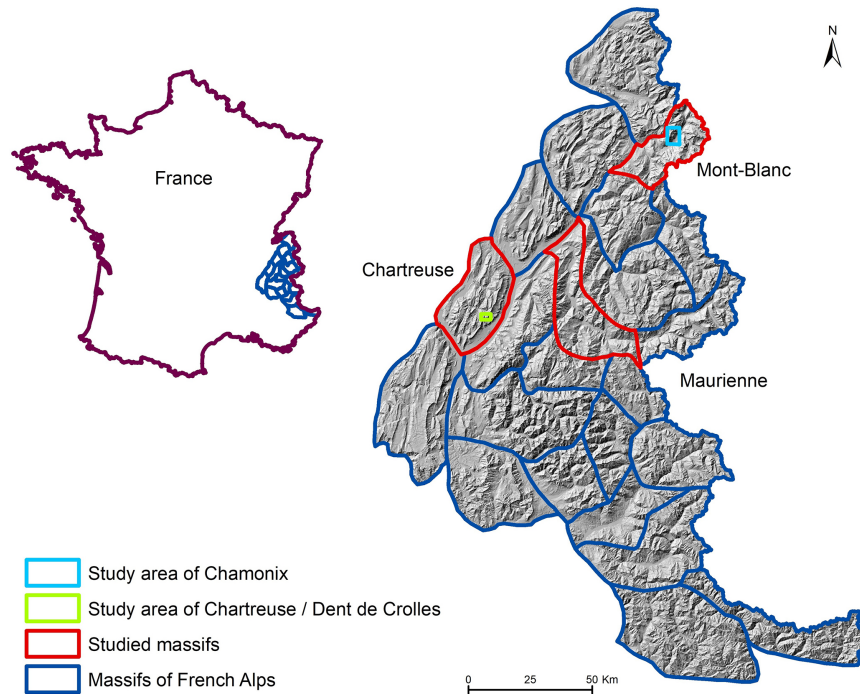 N
France
Mont-Blanc
Chartreuse
Maurienne
Study area of Chamonix
Study area of Chartreuse / Dent de Crolles
Studied massifs
Massifs of French Alps
0 25 50 Km